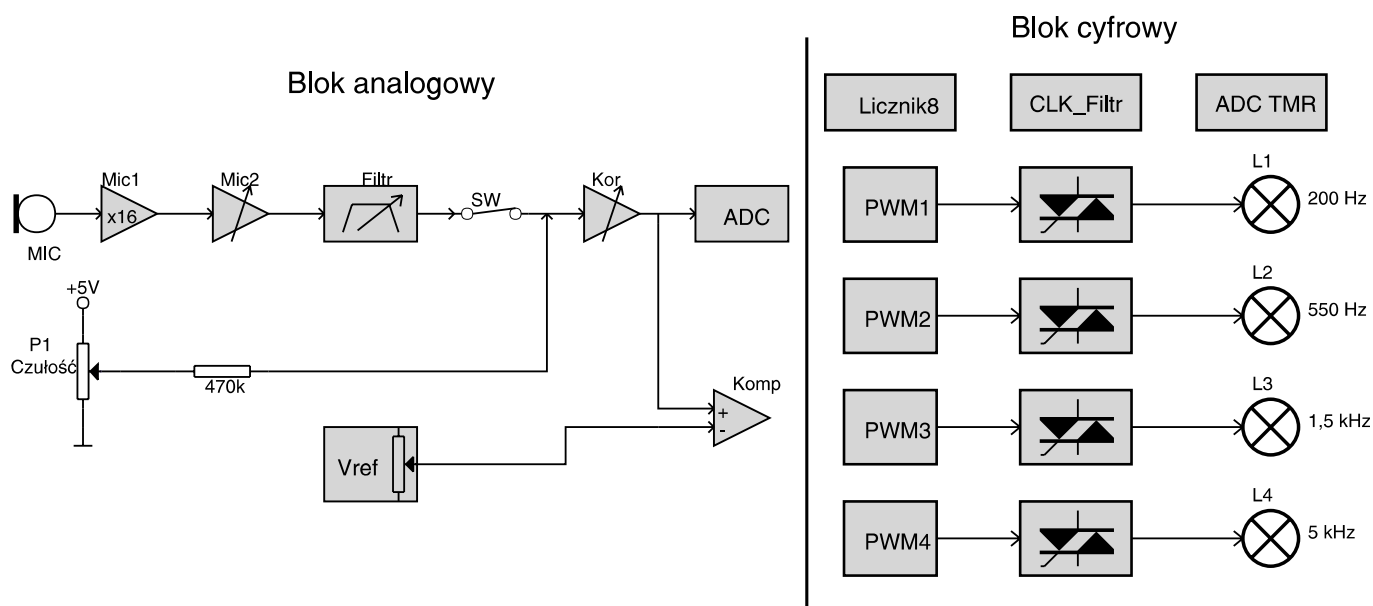 Blok analogowy
Mic1
x16
Mic2
Filtr
SW
Kor
ADC
MIC
+5V
P1
Czułość
470k
Vref
Komp
+
-
Blok cyfrowy
Licznik8
CLK_Filtr
ADC TMR
PWM1
L1
200 Hz
PWM2
L2
550 Hz
PWM3
L3
1,5 kHz
PWM4
L4
5 kHz